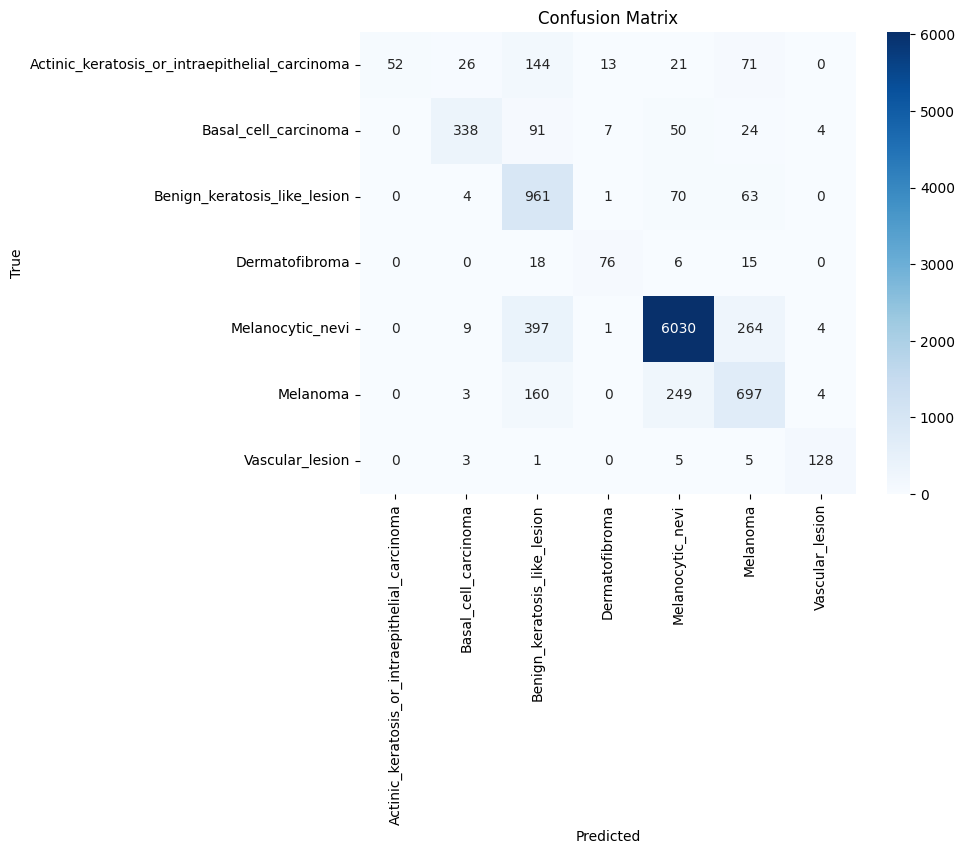 Confusion Matrix
Actinic_keratosis_or_intraepithelial_carcinoma 52 26 144 13 21 71 0
Basal_cell_carcinoma 0 338 91 7 50 24 4
Benign_keratosis_like_lesion 0 4 961 1 70 63 0
Dermatofibroma 0 0 18 76 6 15 0
Melanocytic_nevi 0 9 397 1 6030 264 4
Melanoma 0 3 160 0 249 697 4
Vascular_lesion 0 3 1 0 5 5 128
True
Actinic_keratosis_or_intraepithelial_carcinoma
Basal_cell_carcinoma
Benign_keratosis_like_lesion
Dermatofibroma
Melanocytic_nevi
Melanoma
Vascular_lesion
Predicted
6000
5000
4000
3000
2000
1000
0